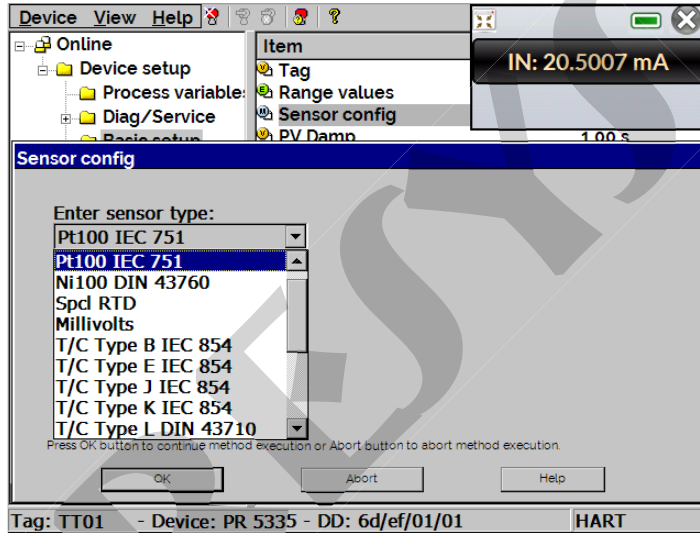 Device View Help
Online
Device setup
Process variable
Diag/Service
Basic setup
Item
Tag
Range values
Sensor config
PV Damp 1.00 s
IN: 20.5007 mA
Sensor config
Enter sensor type:
Pt100 IEC 751
Pt100 IEC 751
Ni100 DIN 43760
Spcl RTD
Millivolts
T/C Type B IEC 854
T/C Type E IEC 854
T/C Type J IEC 854
T/C Type K IEC 854
T/C Type L DIN 43710
Press OK button to continue method execution or Abort button to abort method execution.
OK Abort Help
Tag: TT01 - Device: PR 5335 - DD: 6d/ef/01/01 HART